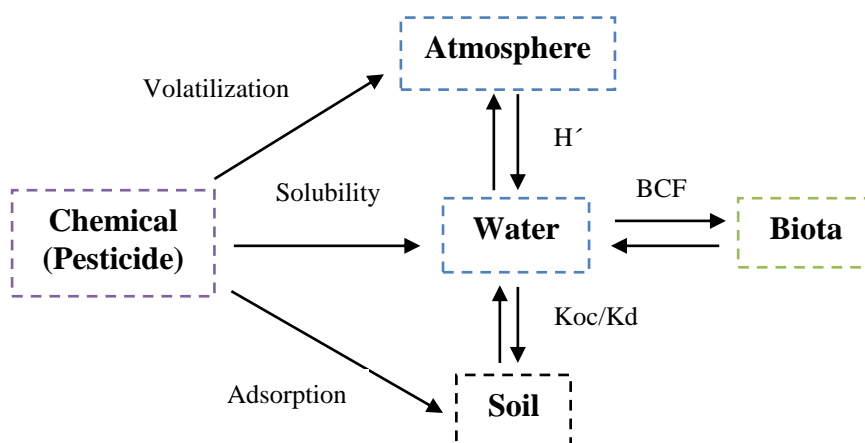 Atmosphere
Volatilization
H´
Solubility
BCF
Chemical
(Pesticide)
Water
Biota
Koc/Kd
Adsorption
Soil